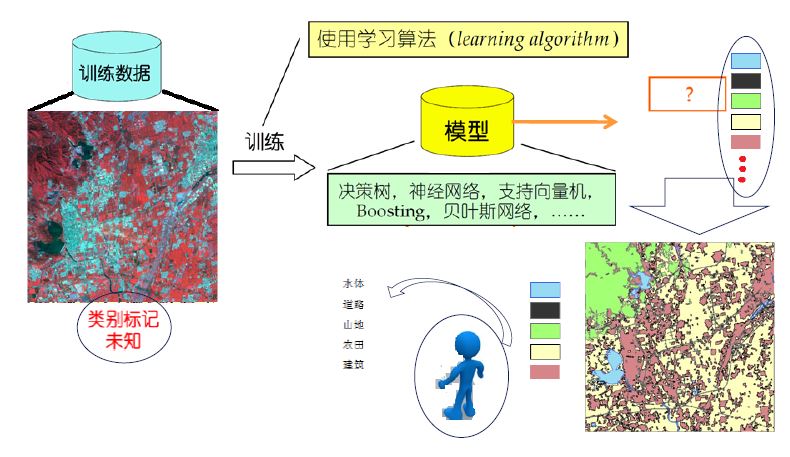 训练数据
使用学习算法（learning algorithm）
训练
模型
?
决策树，神经网络，支持向量机，
Boosting，贝叶斯网络，……
类别标记
未知
水体
道路
山地
农田
建筑